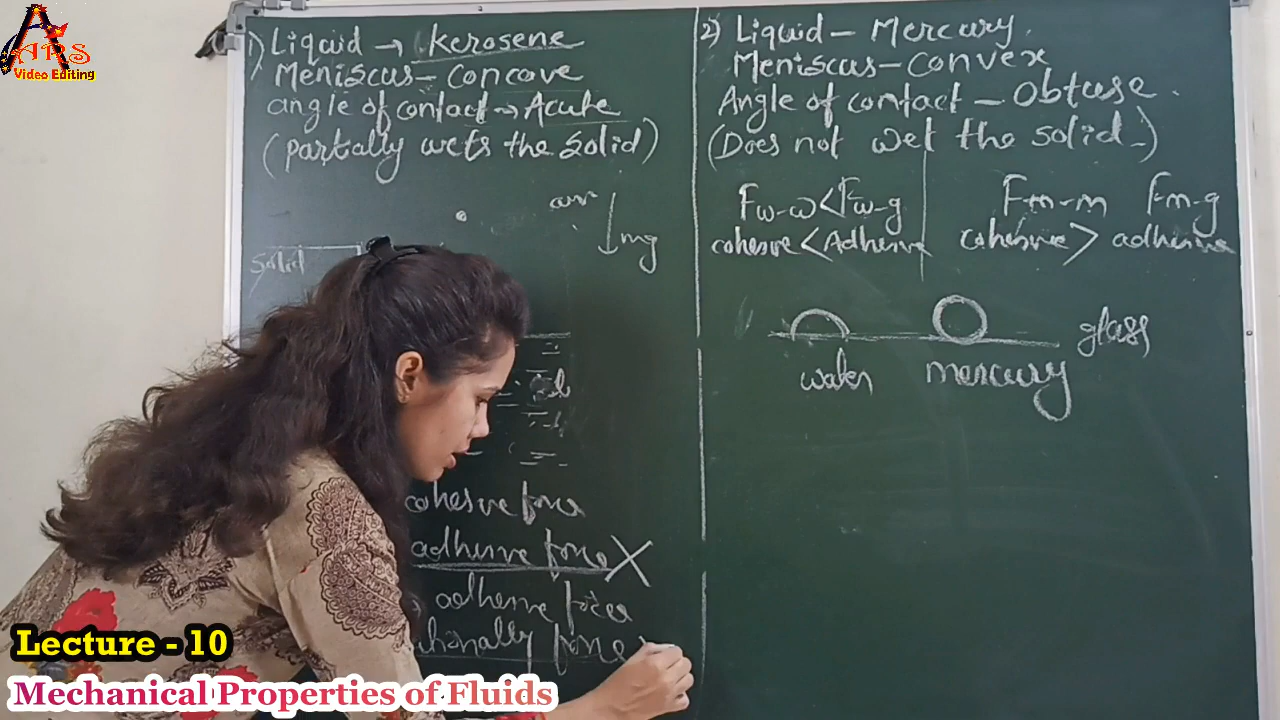 ARS
Video Editing
1) Liquid → Kerosene
Meniscus - Concave
angle of contact → Acute
(partially wets the solid)
air
mg
Solid
cohesive force
adhesive force X
adhesive force
force
2) Liquid - Mercury.
Meniscus - Convex
Angle of contact - Obtuse.
(Does not wet the solid.)
Fw-w < Fw-g
cohesive < Adhesive
Fm-m Fm-g
cohesive > adhesive
glass
water mercury
Lecture - 10
Mechanical Properties of Fluids